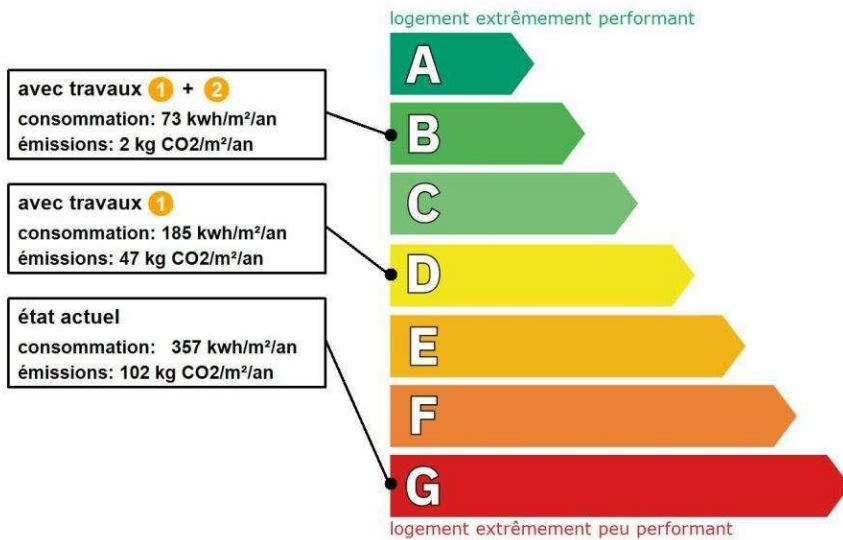 logement extrêmement performant
A
avec travaux 1 + 2
consommation: 73 kwh/m²/an
émissions: 2 kg CO2/m²/an
B
C
avec travaux 1
consommation: 185 kwh/m²/an
émissions: 47 kg CO2/m²/an
D
état actuel
consommation: 357 kwh/m²/an
émissions: 102 kg CO2/m²/an
E
F
G
logement extrêmement peu performant